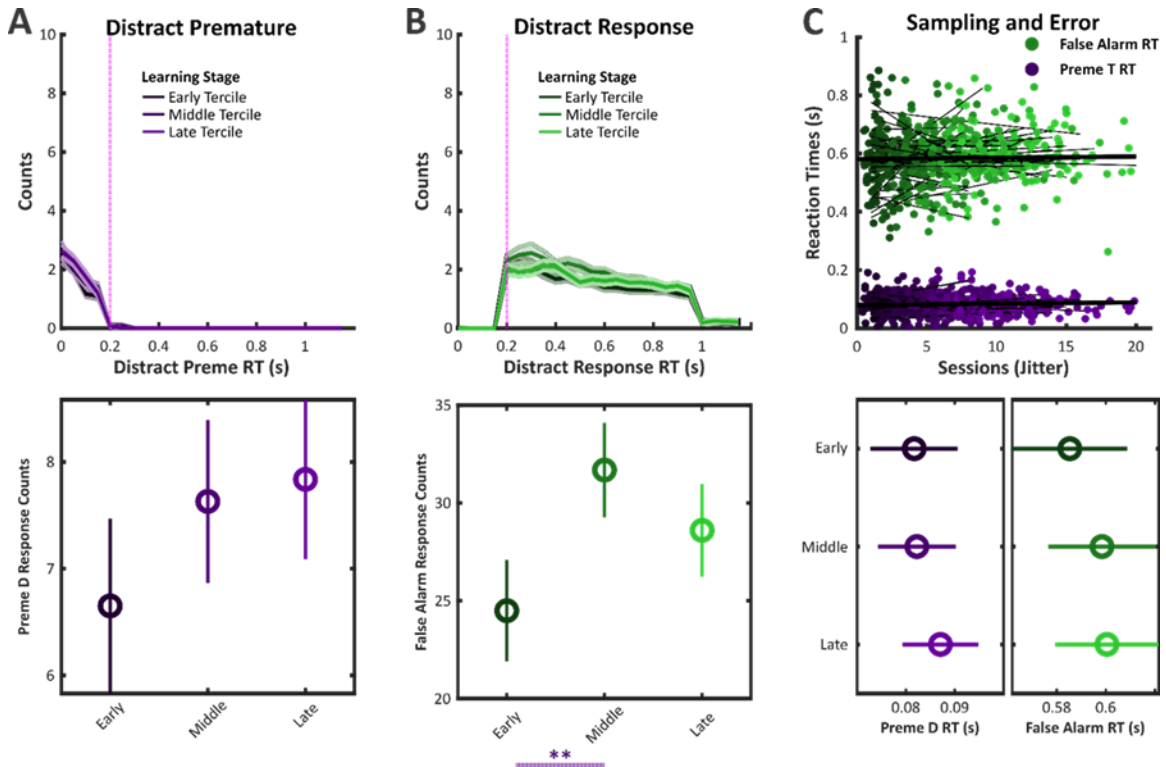 A
Distract Premature
10
8
6
4
2
0
Counts
Learning Stage
Early Tercile
Middle Tercile
Late Tercile
0 0.2 0.4 0.6 0.8 1
Distract Preme RT (s)
B
Distract Response
10
8
6
4
2
0
Counts
Learning Stage
Early Tercile
Middle Tercile
Late Tercile
0 0.2 0.4 0.6 0.8 1
Distract Response RT (s)
C
Sampling and Error
False Alarm RT
Preme T RT
1
0.8
0.6
0.4
0.2
0
Reaction Times (s)
0 5 10 15 20
Sessions (Jitter)
8
7
6
Preme D Response Counts
Early Middle Late
35
30
25
20
False Alarm Response Counts
Early Middle Late
**
Early
Middle
Late
0.08 0.09
Preme D RT (s)
0.58 0.6
False Alarm RT (s)